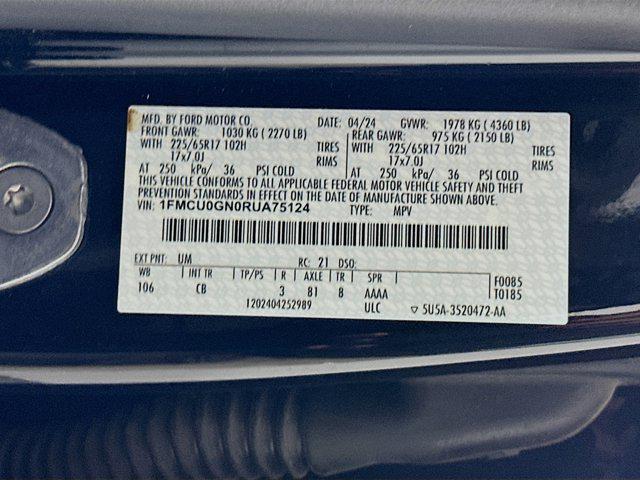 MFD. BY FORD MOTOR CO. DATE: 04/24 GVWR: 1978 KG ( 4360 LB)
FRONT GAWR: 1030 KG ( 2270 LB) REAR GAWR: 975 KG ( 2150 LB)
WITH 225/65R17 102H TIRES WITH 225/65R17 102H TIRES
17x7.0J RIMS 17x7.0J RIMS
AT 250 kPa/ 36 PSI COLD AT 250 kPa/ 36 PSI COLD
THIS VEHICLE CONFORMS TO ALL APPLICABLE FEDERAL MOTOR VEHICLE SAFETY AND THEFT
PREVENTION STANDARDS IN EFFECT ON THE DATE OF MANUFACTURE SHOWN ABOVE.
VIN: 1FMCU0GN0RUA75124 TYPE: MPV
EXT PNT: UM RC: 21 DSO: F0085
WB INT TR TP/PS R AXLE TR SPR T0185
106 CB 3 81 8 AAAA
1202404252989 ULC ▽ 5U5A-3520472-AA